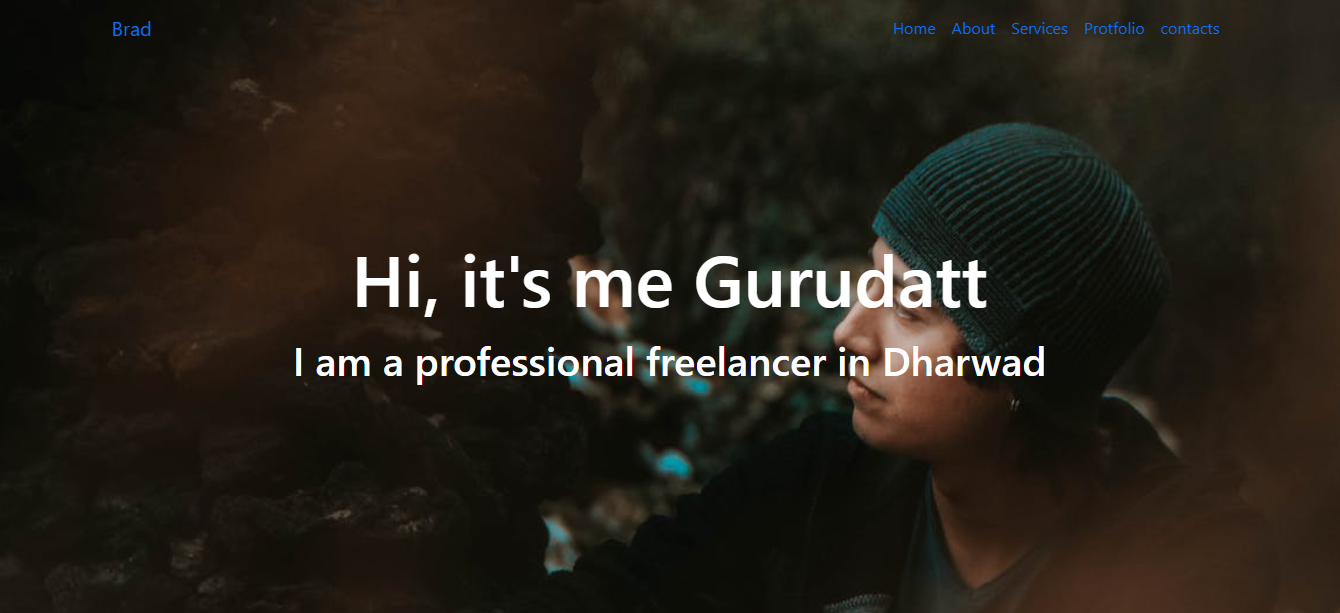 Brad
Home About Services Protfolio contacts
Hi, it's me Gurudatt
I am a professional freelancer in Dharwad